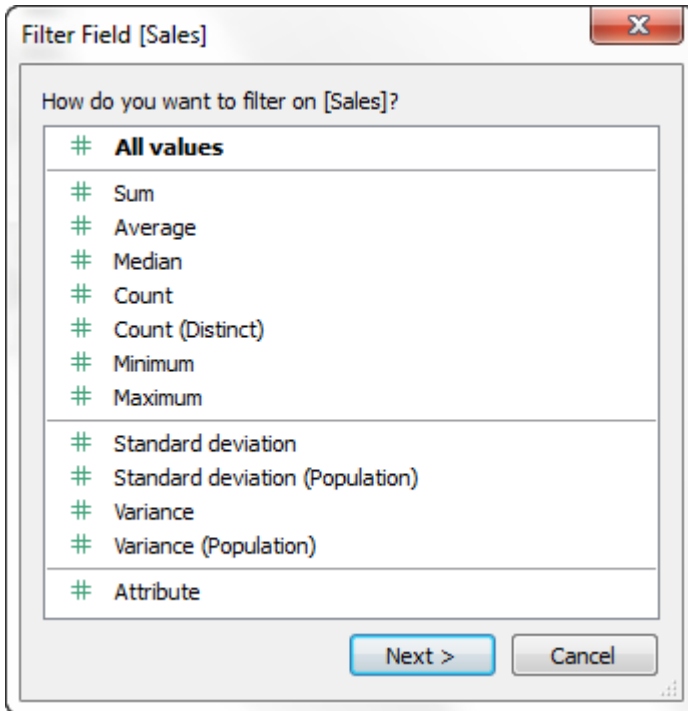 Filter Field [Sales]
How do you want to filter on [Sales]?
# All values
# Sum
# Average
# Median
# Count
# Count (Distinct)
# Minimum
# Maximum
# Standard deviation
# Standard deviation (Population)
# Variance
# Variance (Population)
# Attribute
Next > Cancel